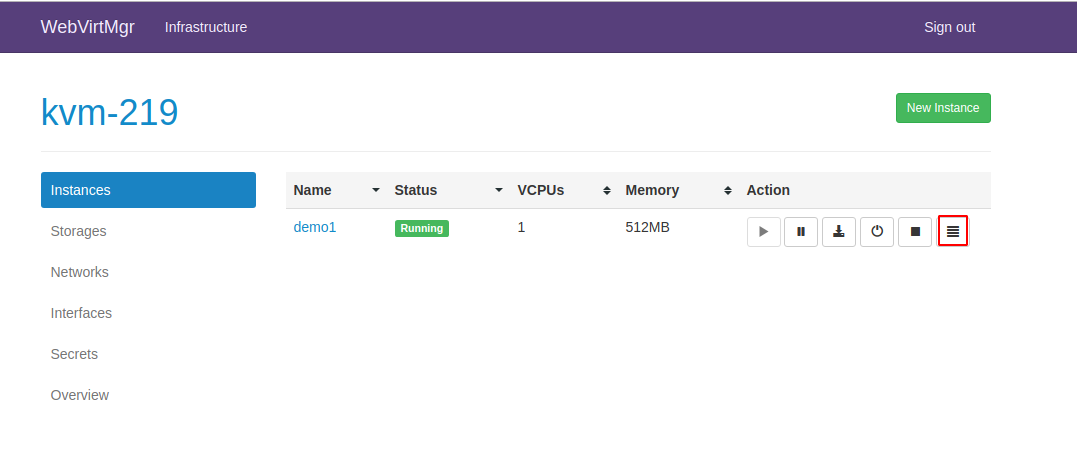 WebVirtMgr Infrastructure Sign out
kvm-219 New Instance
Instances
Storages
Networks
Interfaces
Secrets
Overview
Name Status VCPUs Memory Action
demo1 Running 1 512MB